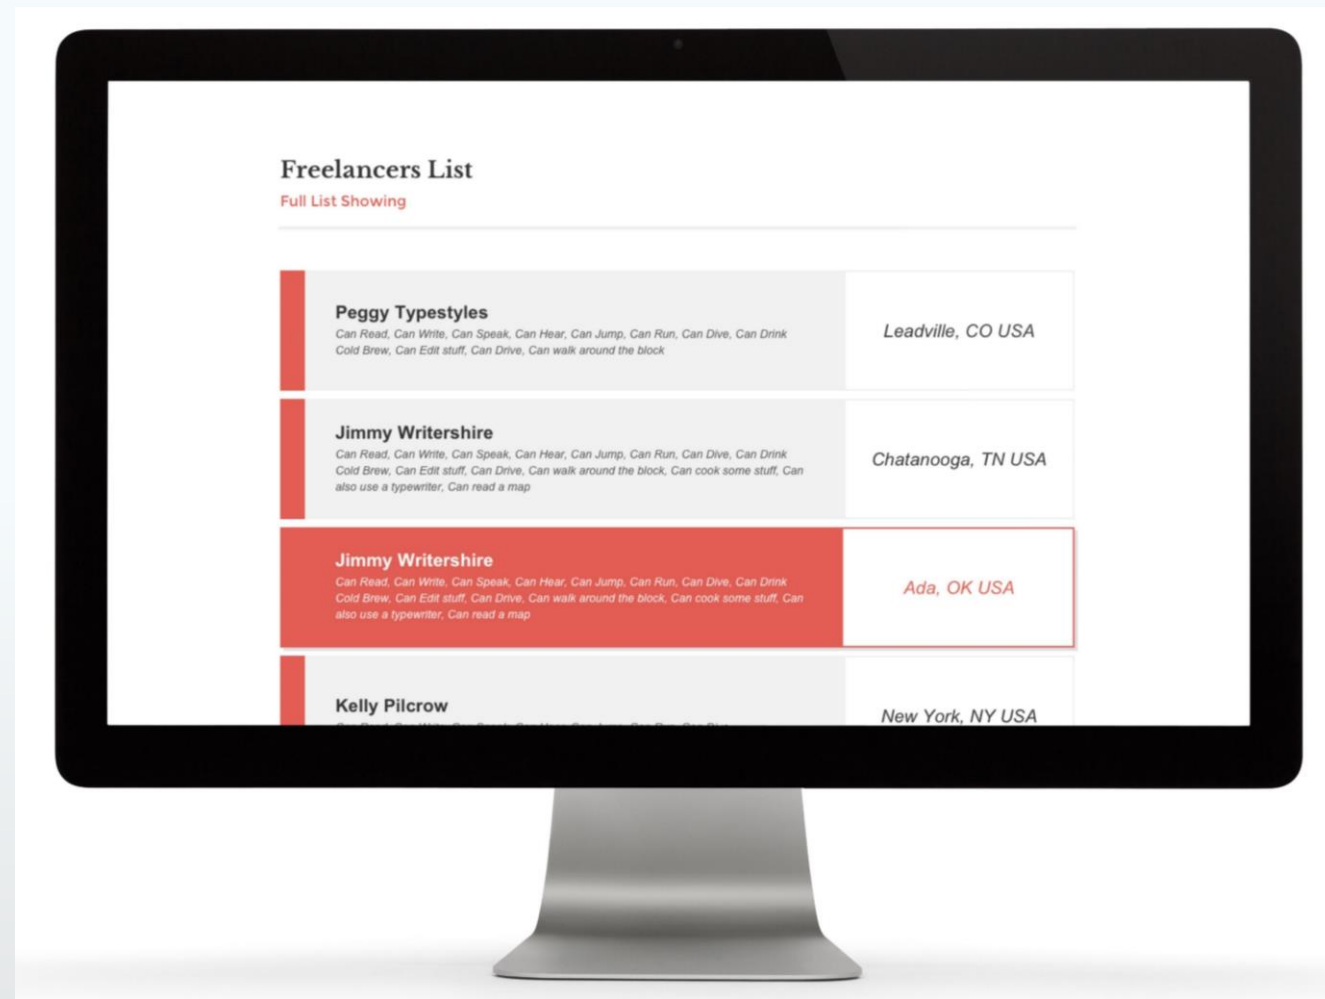 Freelancers List
Full List Showing
Peggy Typestyles
Can Read, Can Write, Can Speak, Can Hear, Can Jump, Can Run, Can Dive, Can Drink
Cold Brew, Can Edit stuff, Can Drive, Can walk around the block
Leadville, CO USA
Jimmy Writershire
Can Read, Can Write, Can Speak, Can Hear, Can Jump, Can Run, Can Dive, Can Drink
Cold Brew, Can Edit stuff, Can Drive, Can walk around the block, Can cook some stuff, Can
also use a typewriter, Can read a map
Chatanooga, TN USA
Jimmy Writershire
Can Read, Can Write, Can Speak, Can Hear, Can Jump, Can Run, Can Dive, Can Drink
Cold Brew, Can Edit stuff, Can Drive, Can walk around the block, Can cook some stuff, Can
also use a typewriter, Can read a map
Ada, OK USA
Kelly Pilcrow
New York, NY USA